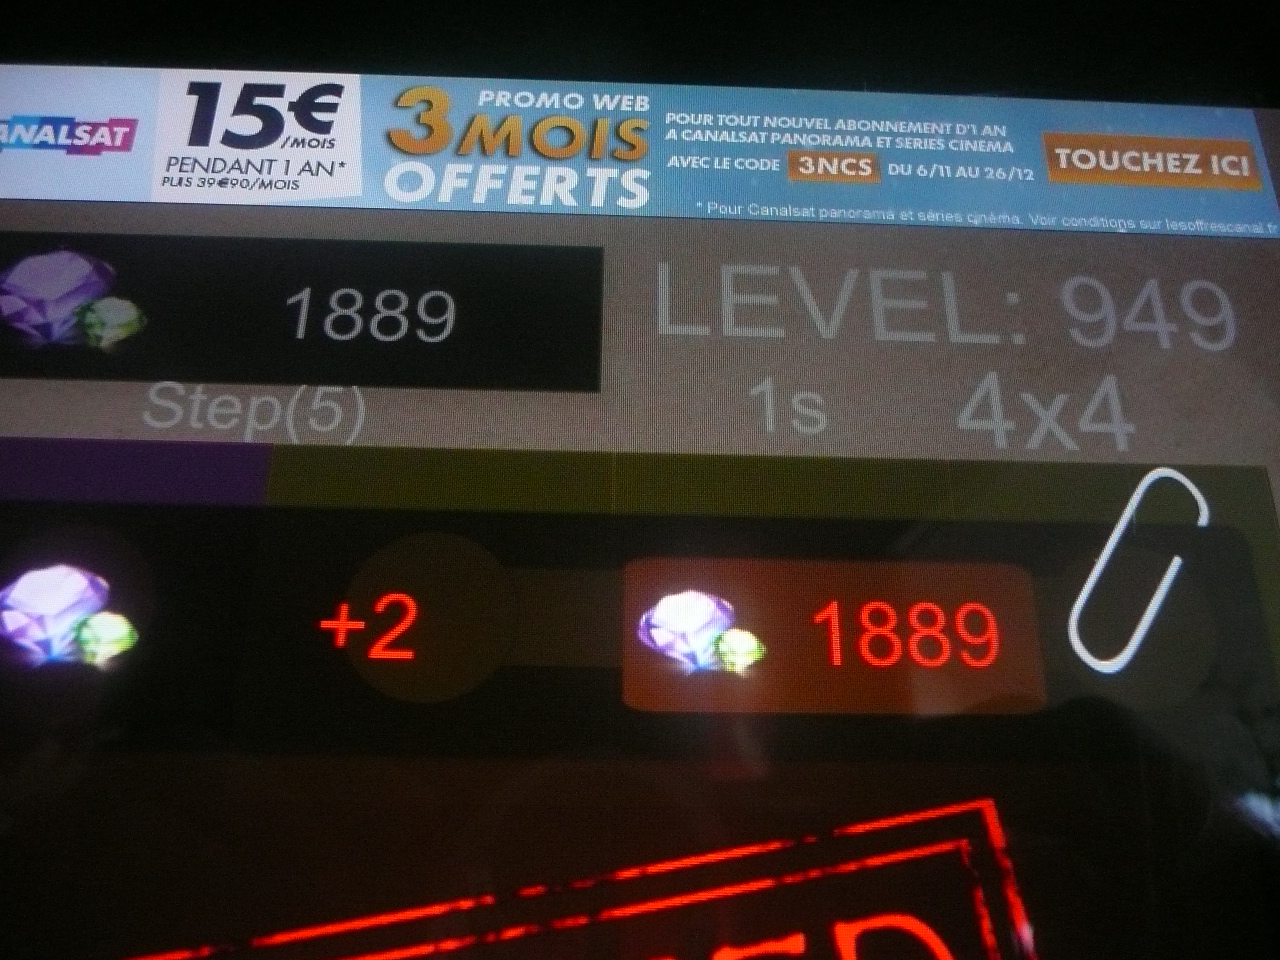 15€
/MOIS
PENDANT 1 AN*
PUIS 39€90/MOIS
PROMO WEB
3 MOIS
OFFERTS
POUR TOUT NOUVEL ABONNEMENT D'1 AN
A CANALSAT PANORAMA ET SERIES CINEMA
AVEC LE CODE 3NCS DU 6/11 AU 26/12
TOUCHEZ ICI
* Pour Canalsat panorama et séries cinéma. Voir conditions sur lesoffrescanal.fr
1889
LEVEL: 949
Step(5)
1s 4x4
+2
1889